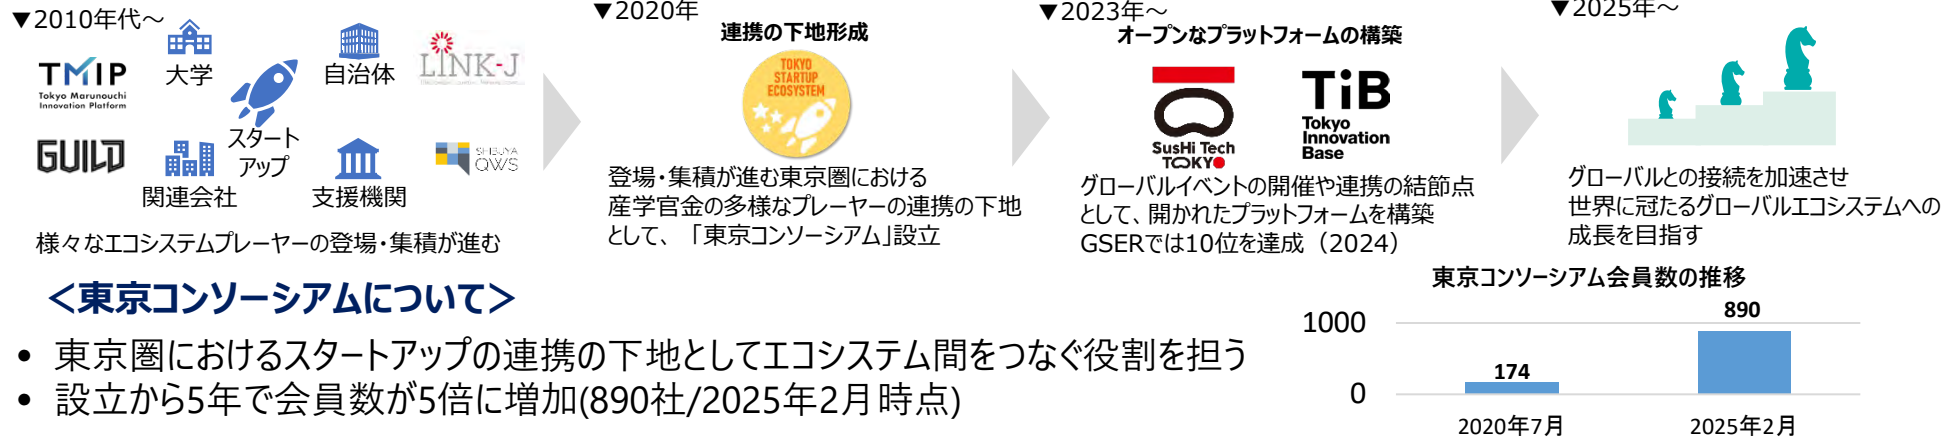 ▼2010年代～
TMIP
Tokyo Marunouchi
Innovation Platform
大学
自治体
LINK-J
GUILD
スタート
アップ
SHIBUYA
QWS
関連会社
支援機関
様々なエコシステムプレーヤーの登場・集積が進む
▼2020年
連携の下地形成
TOKYO
STARTUP
ECOSYSTEM
登場・集積が進む東京圏における
産学官金の多様なプレーヤーの連携の下地
として、「東京コンソーシアム」設立
▼2023年～
オープンなプラットフォームの構築
SusHi Tech
TOKYO
TiB
Tokyo
Innovation
Base
グローバルイベントの開催や連携の結節点
として、開かれたプラットフォームを構築
GSERでは10位を達成（2024）
▼2025年～
グローバルとの接続を加速させ
世界に冠たるグローバルエコシステムへの
成長を目指す
＜東京コンソーシアムについて＞
• 東京圏におけるスタートアップの連携の下地としてエコシステム間をつなぐ役割を担う
• 設立から5年で会員数が5倍に増加(890社/2025年2月時点)
東京コンソーシアム会員数の推移
1000
0
174
890
2020年7月
2025年2月